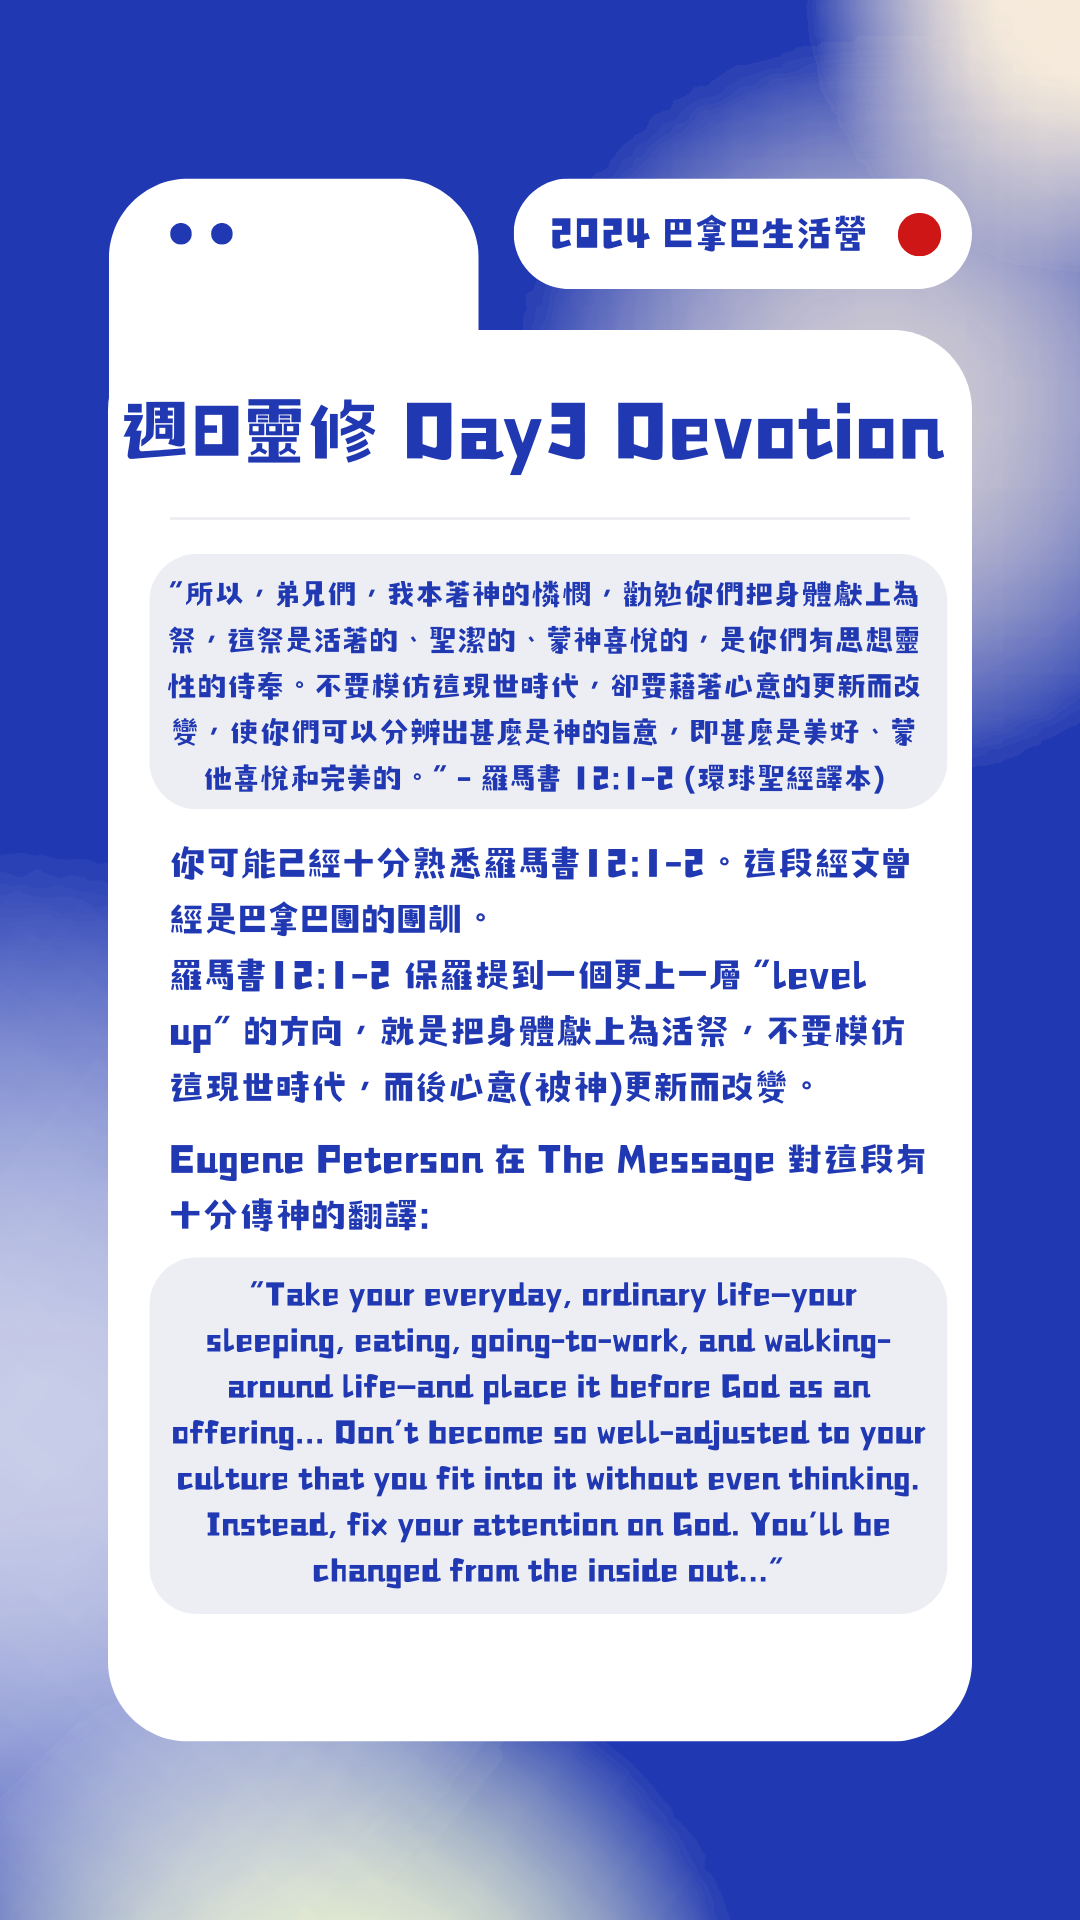 2024 巴拿巴生活營
週日靈修 Day3 Devotion
"所以，弟兄們，我本著神的憐憫，勸勉你們把身體獻上為
祭，這祭是活著的、聖潔的、蒙神喜悅的，是你們有思想靈
性的侍奉。不要模仿這現世時代，卻要藉著心意的更新而改
變，使你們可以分辨出甚麼是神的旨意，即甚麼是美好、蒙
他喜悅和完美的。" - 羅馬書 12:1-2 (環球聖經譯本)
你可能已經十分熟悉羅馬書12:1-2。這段經文曾
經是巴拿巴團的團訓。
羅馬書12:1-2 保羅提到一個更上一層 "level
up" 的方向，就是把身體獻上為活祭，不要模仿
這現世時代，而後心意(被神)更新而改變。
Eugene Peterson 在 The Message 對這段有
十分傳神的翻譯:
"Take your everyday, ordinary life—your
sleeping, eating, going-to-work, and walking-
around life—and place it before God as an
offering... Don't become so well-adjusted to your
culture that you fit into it without even thinking.
Instead, fix your attention on God. You'll be
changed from the inside out..."